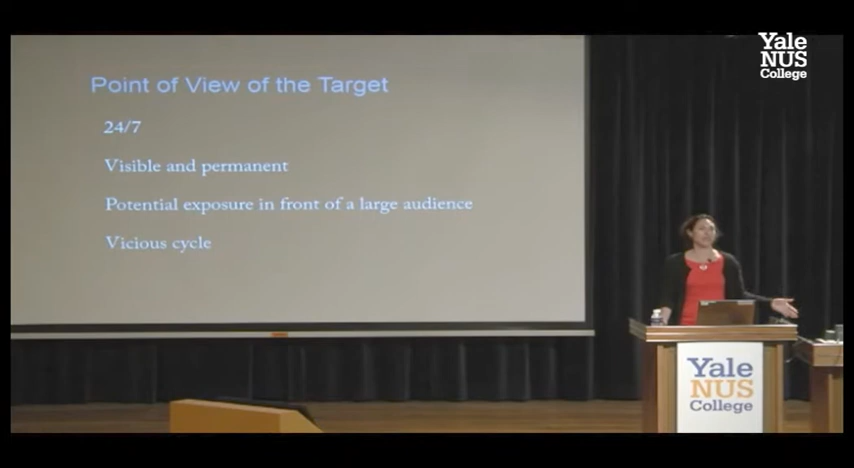 Yale
NUS
College
Point of View of the Target
24/7
Visible and permanent
Potential exposure in front of a large audience
Vicious cycle
Yale
NUS
College